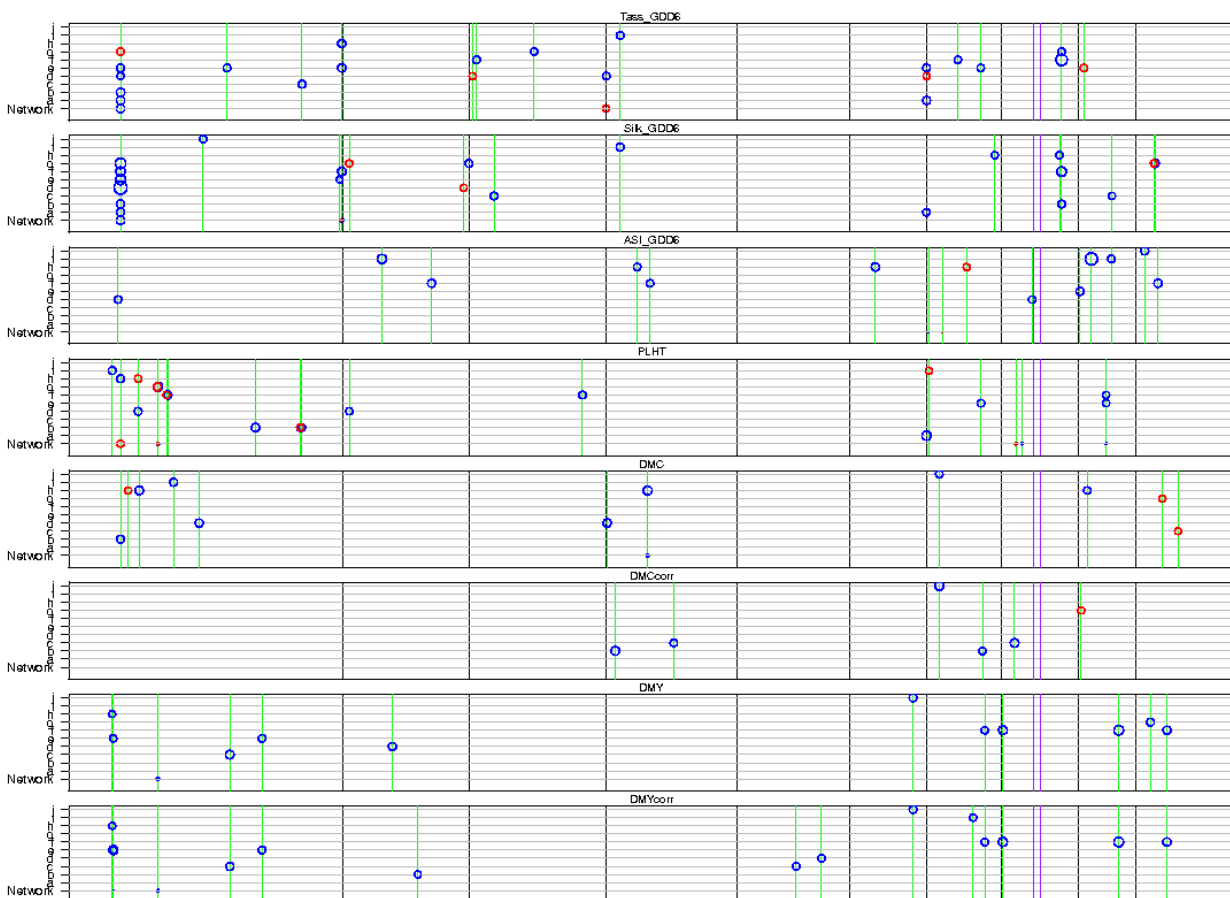 Tass_GDD6
j
i
h
g
f
e
d
c
b
a
Network
Silk_GDD6
j
i
h
g
f
e
d
c
b
a
Network
ASI_GDD6
j
i
h
g
f
e
d
c
b
a
Network
PLHT
j
i
h
g
f
e
d
c
b
a
Network
DMC
j
i
h
g
f
e
d
c
b
a
Network
DMCcorr
j
i
h
g
f
e
d
c
b
a
Network
DMY
j
i
h
g
f
e
d
c
b
a
Network
DMYcorr
j
i
h
g
f
e
d
c
b
a
Network